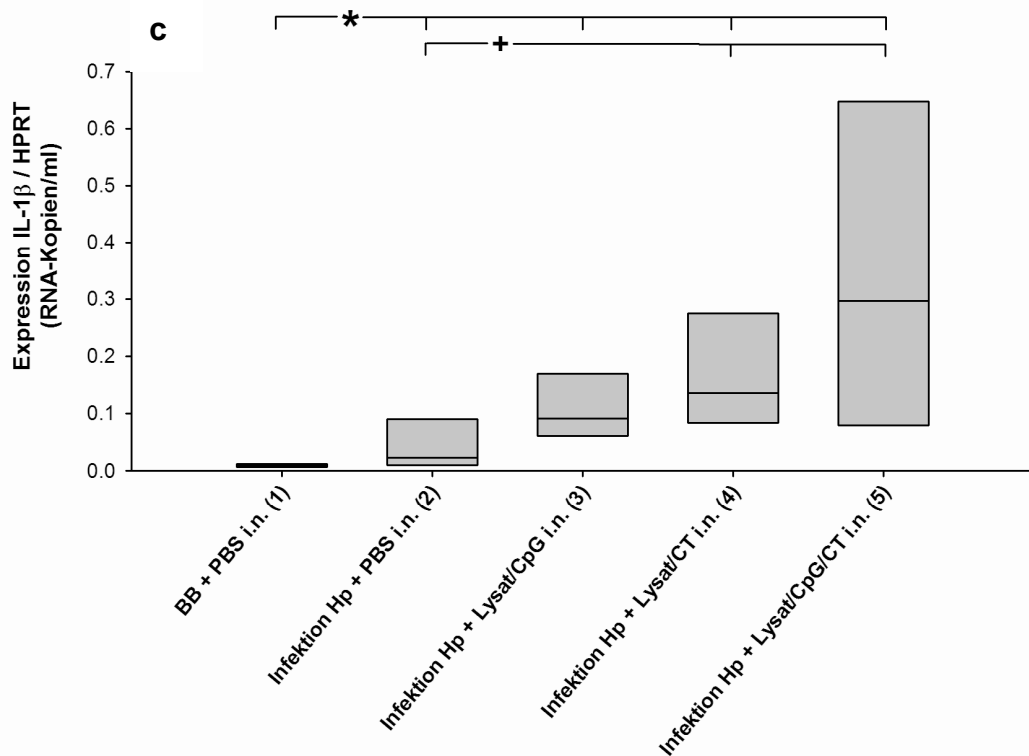 c
*
+
Expression IL-1β / HPRT
(RNA-Kopien/ml)
0.7
0.6
0.5
0.4
0.3
0.2
0.1
0.0
BB + PBS i.n. (1)
Infektion Hp + PBS i.n. (2)
Infektion Hp + Lysat/CpG i.n. (3)
Infektion Hp + Lysat/CT i.n. (4)
Infektion Hp + Lysat/CpG/CT i.n. (5)